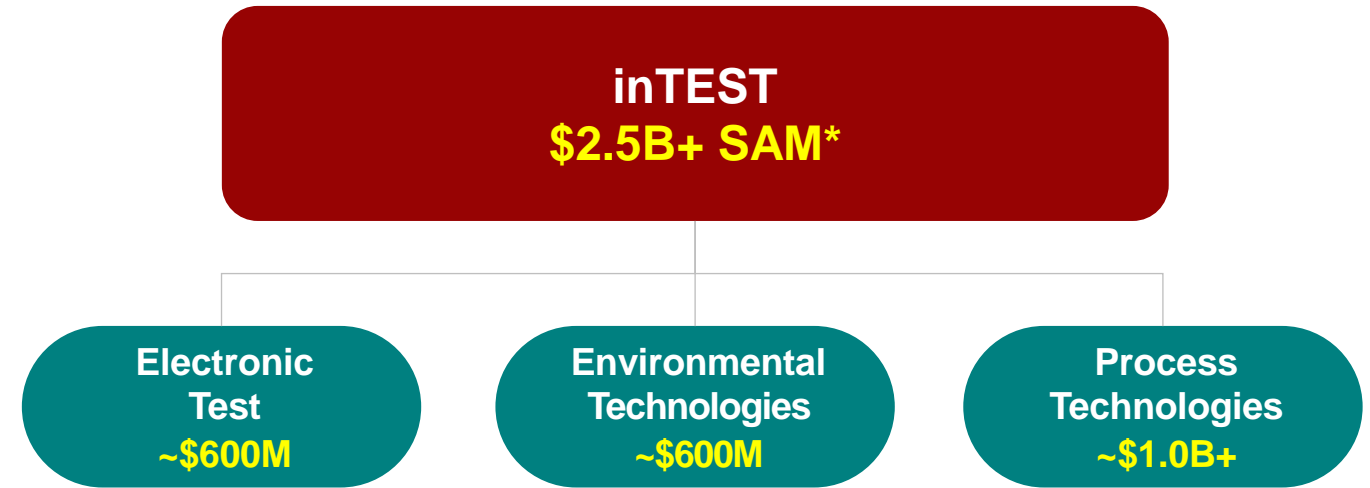 inTEST
$2.5B+ SAM*
Electronic
Test
~$600M
Environmental
Technologies
~$600M
Process
Technologies
~$1.0B+